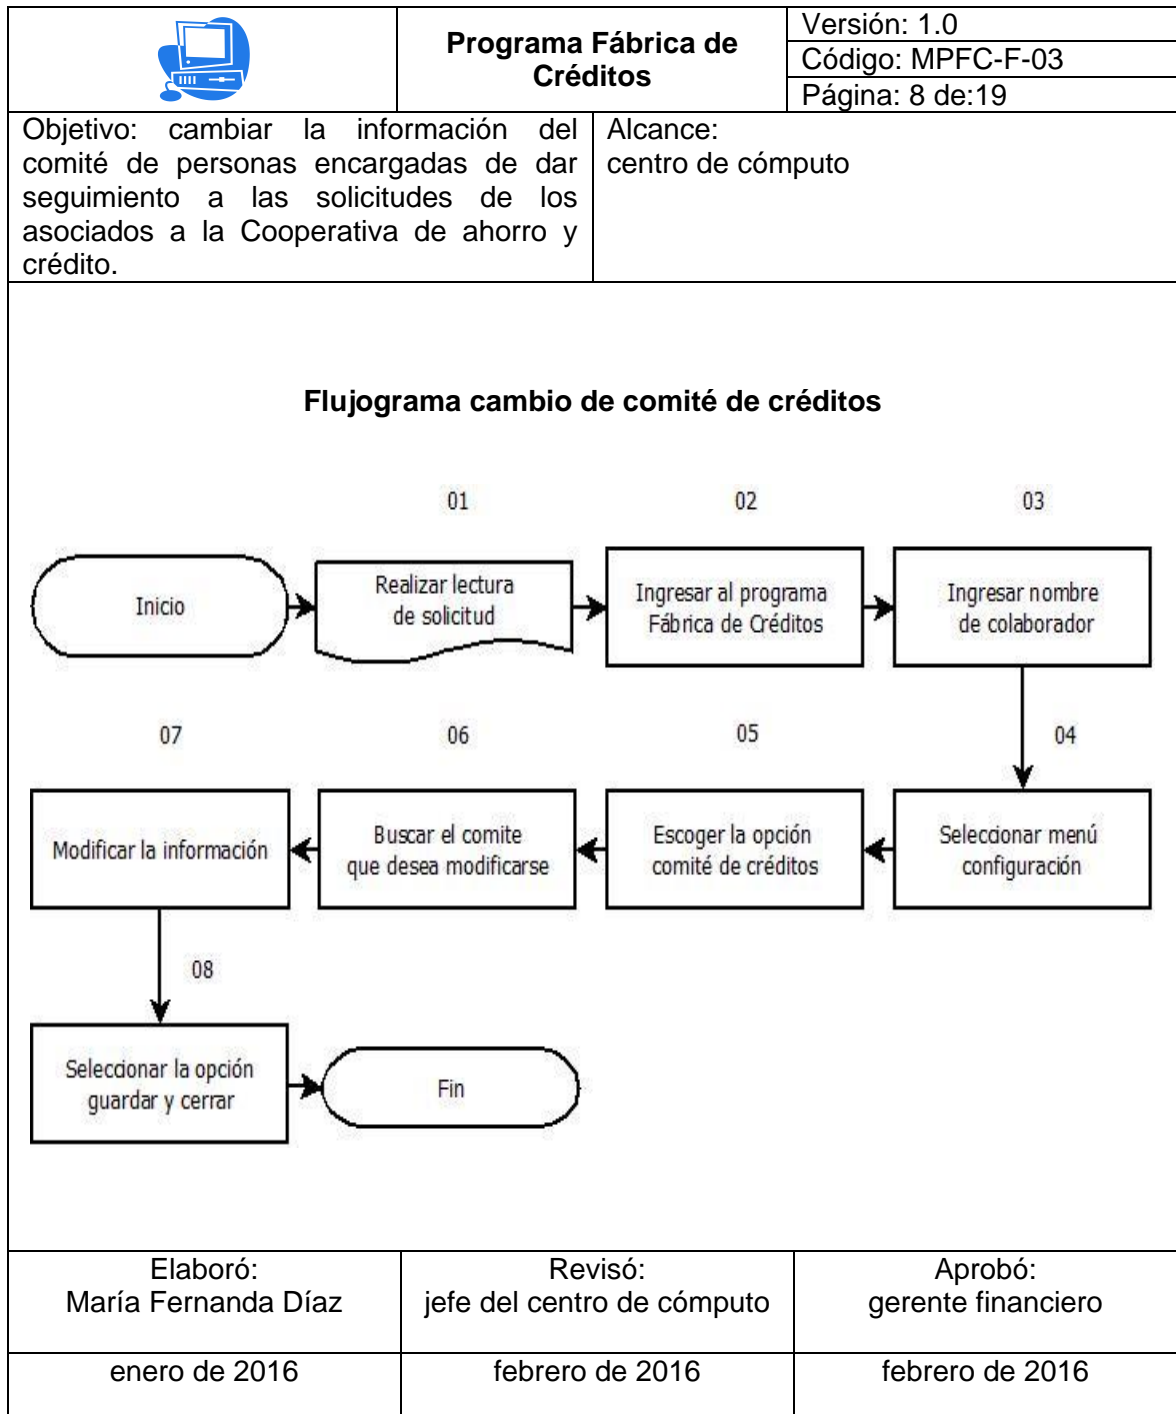 Programa Fábrica de
Créditos
Versión: 1.0
Código: MPFC-F-03
Página: 8 de:19
Objetivo: cambiar la información del
comité de personas encargadas de dar
seguimiento a las solicitudes de los
asociados a la Cooperativa de ahorro y
crédito.
Alcance:
centro de cómputo
Flujograma cambio de comité de créditos
01
02
03
Inicio
Realizar lectura
de solicitud
Ingresar al programa
Fábrica de Créditos
Ingresar nombre
de colaborador
04
Seleccionar menú
configuración
05
Escoger la opción
comité de créditos
06
Buscar el comite
que desea modificarse
07
Modificar la información
08
Seleccionar la opción
guardar y cerrar
Fin
Elaboró:
María Fernanda Díaz
Revisó:
jefe del centro de cómputo
Aprobó:
gerente financiero
enero de 2016
febrero de 2016
febrero de 2016